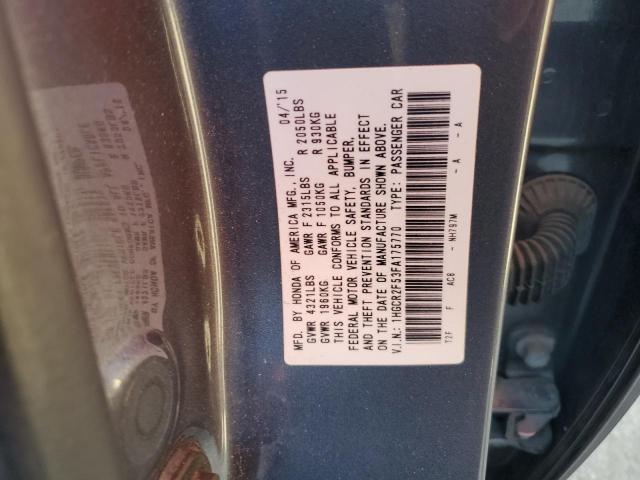 MFD. BY HONDA OF AMERICA MFG., INC. 04/'15
GVWR 4321LBS GAWR F 2315LBS R 2050LBS
GVWR 1960KG GAWR F 1050KG R 930KG
THIS VEHICLE CONFORMS TO ALL APPLICABLE
FEDERAL MOTOR VEHICLE SAFETY, BUMPER,
AND THEFT PREVENTION STANDARDS IN EFFECT
ON THE DATE OF MANUFACTURE SHOWN ABOVE.
V.I.N.: 1HGCR2F53FA175770 TYPE: PASSENGER CAR
T2F F AC8 - NH797M - A - A